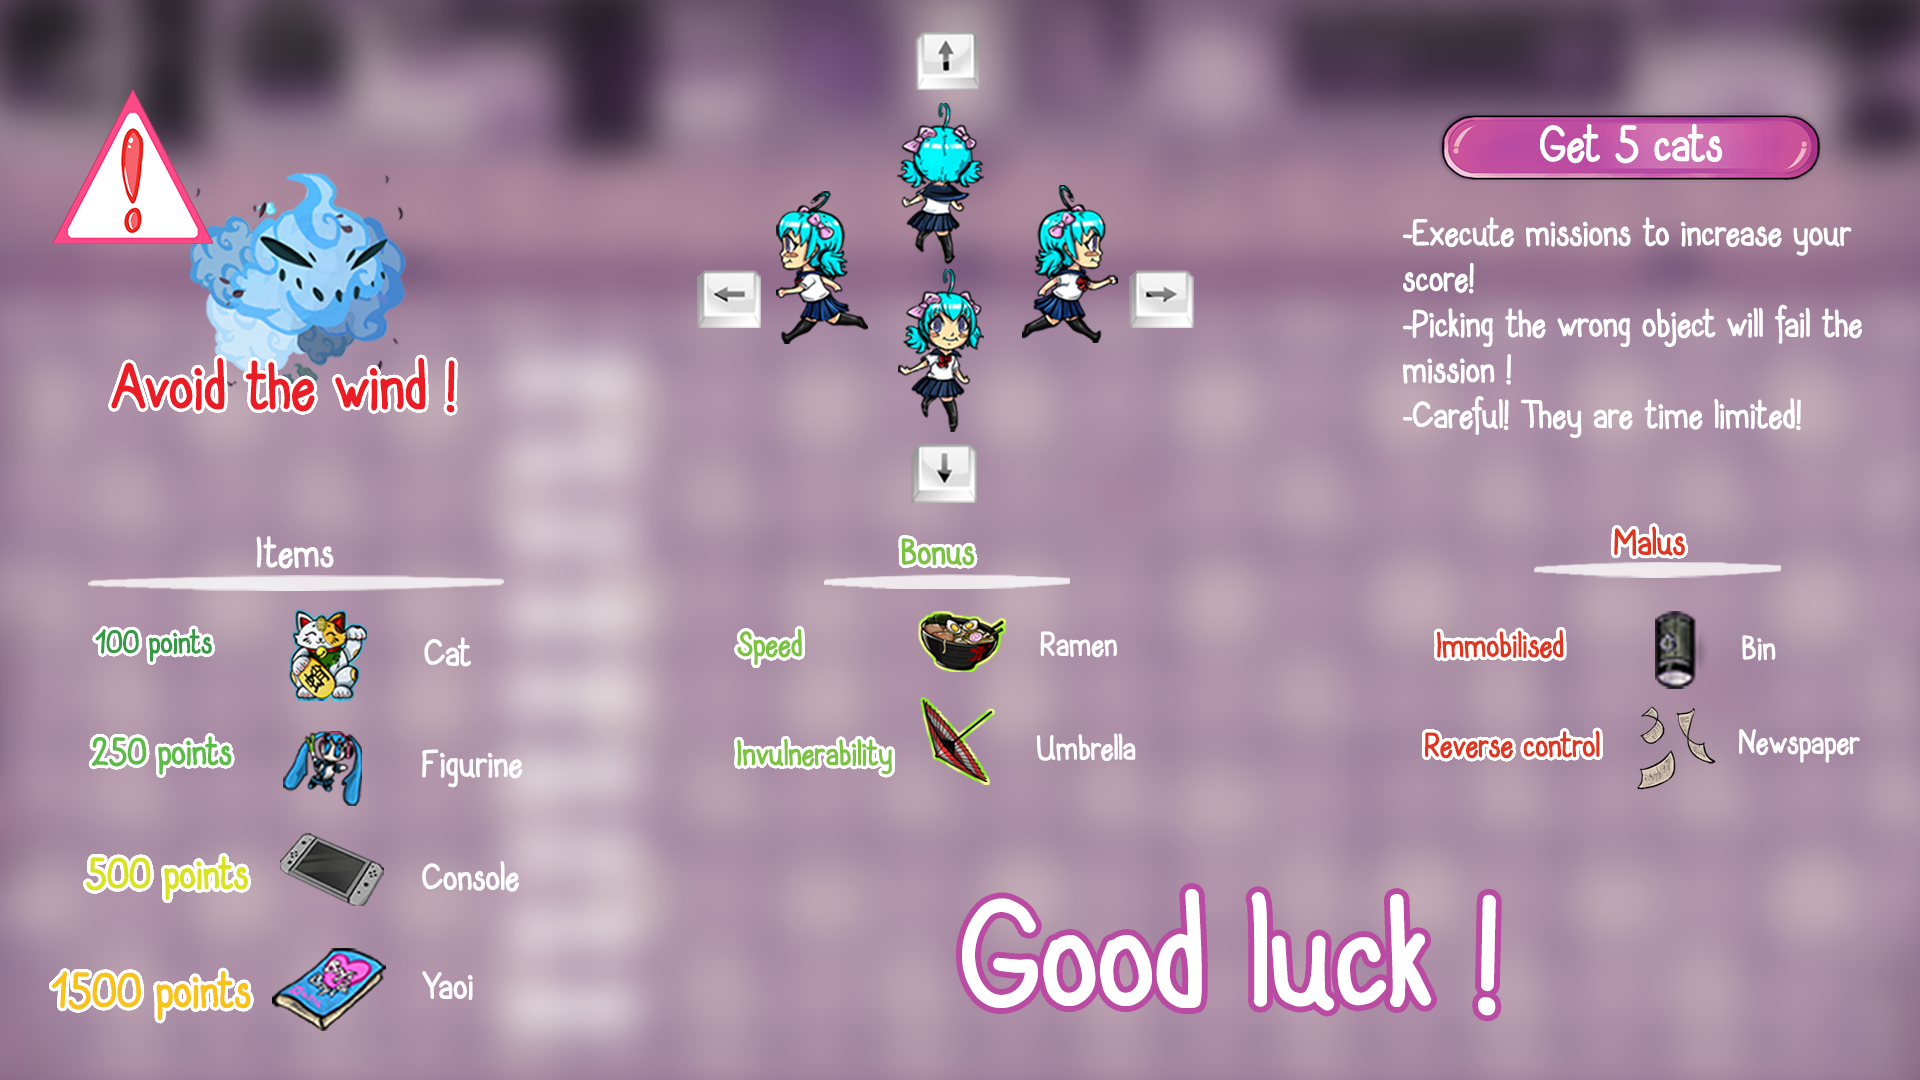 Get 5 cats
-Execute missions to increase your
score!
-Picking the wrong object will fail the
mission !
-Careful! They are time limited!
Avoid the wind !
Items
100 points
Cat
250 points
Figurine
500 points
Console
1500 points
Yaoi
Bonus
Speed
Ramen
Invulnerability
Umbrella
Malus
Immobilised
Bin
Reverse control
Newspaper
Good luck !